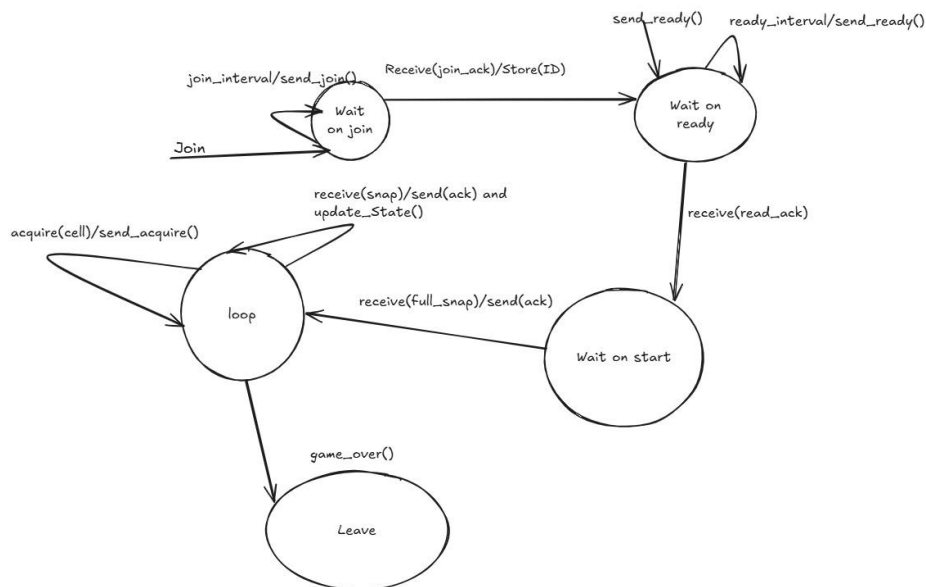 send_ready()
ready_interval/send_ready()
join_interval/send_join()
Receive(join_ack)/Store(ID)
Wait
on join
Wait on
ready
Join
receive(snap)/send(ack) and
update_State()
receive(read_ack)
acquire(cell)/send_acquire()
receive(full_snap)/send(ack)
loop
Wait on start
game_over()
Leave